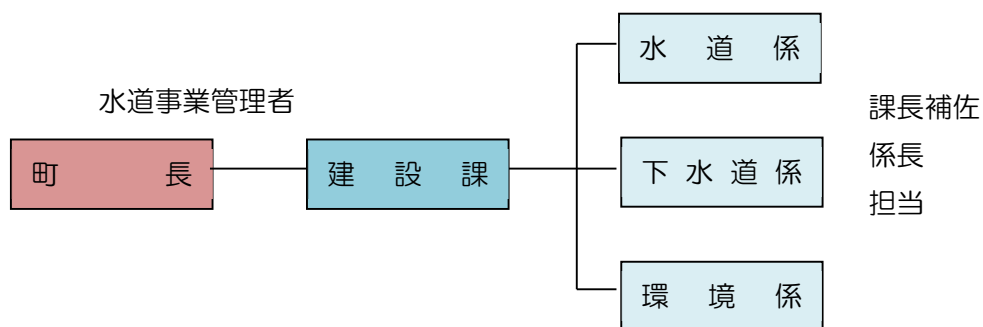 水道係
水道事業管理者
課長補佐
町長
建設課
下水道係
係長
担当
環境係